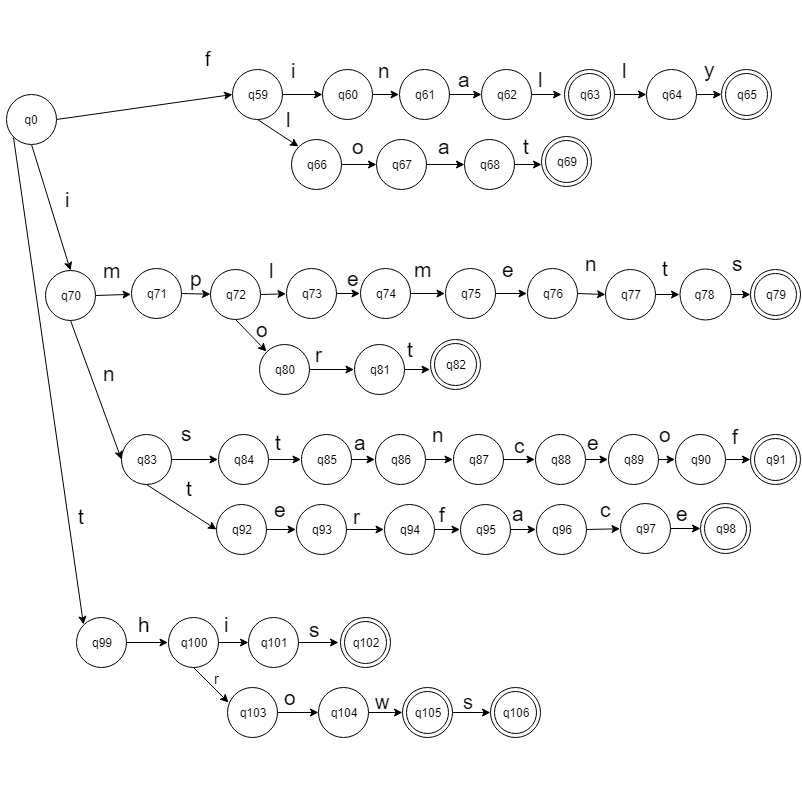 f
i n a l l y
q0 q59 q60 q61 q62 q63 q64 q65
l o a t
q66 q67 q68 q69
i
m p l e m e n t s
q70 q71 q72 q73 q74 q75 q76 q77 q78 q79
o r t
q80 q81 q82
n
s t a n c e o f
q83 q84 q85 q86 q87 q88 q89 q90 q91
t e r f a c e
q92 q93 q94 q95 q96 q97 q98
t
h i s
q99 q100 q101 q102
r o w s
q103 q104 q105 q106